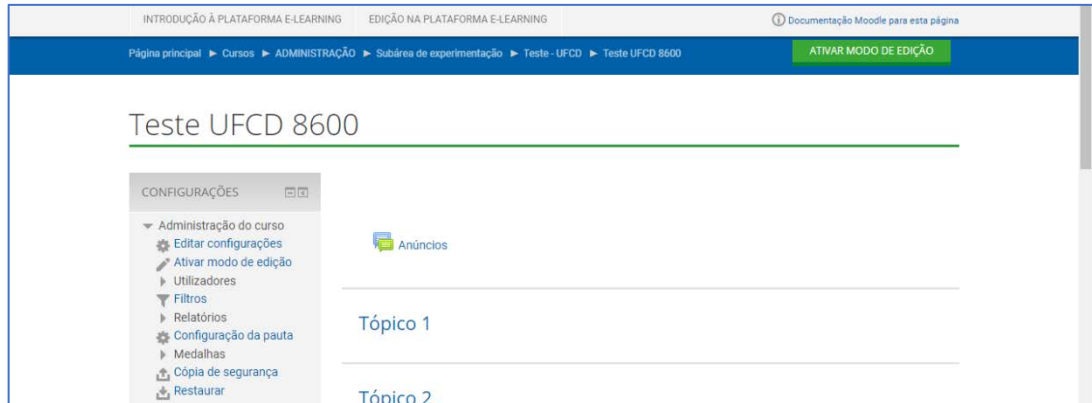 INTRODUÇÃO À PLATAFORMA E-LEARNING EDIÇÃO NA PLATAFORMA E-LEARNING Documentação Moodle para esta página
Página principal ► Cursos ► ADMINISTRAÇÃO ► Subárea de experimentação ► Teste - UFCD ► Teste UFCD 8600 ATIVAR MODO DE EDIÇÃO
Teste UFCD 8600
CONFIGURAÇÕES
Administração do curso
Editar configurações
Ativar modo de edição
Utilizadores
Filtros
Relatórios
Configuração da pauta
Medalhas
Cópia de segurança
Restaurar
Anúncios
Tópico 1
Tópico 2